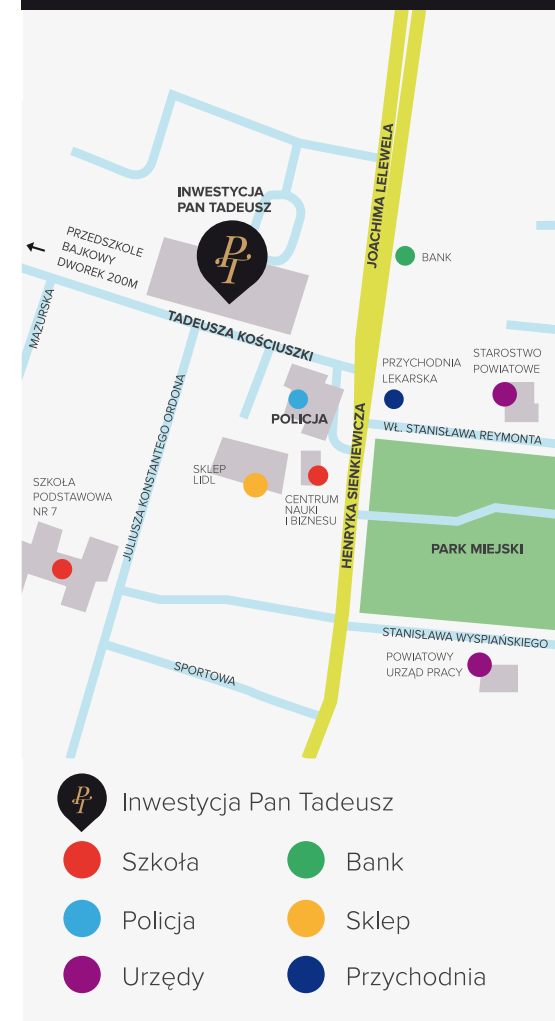 JOACHIMA LELEWELA
INWESTYCJA
PAN TADEUSZ
PT
PRZEDSZKOLE
BAJKOWY
DWOREK 200M
BANK
MAZURSKA
TADEUSZA KOŚCIUSZKI
STAROSTWO
POWIATOWE
PRZYCHODNIA
LEKARSKA
JULIUSZA KONSTANTEGO ORDONA
POLICJA
WŁ. STANISŁAWA REYMONTA
HENRYKA SIENKIEWICZA
SKLEP
LIDL
SZKOŁA
PODSTAWOWA
NR 7
CENTRUM
NAUKI
I BIZNESU
PARK MIEJSKI
STANISŁAWA WYSPIAŃSKIEGO
POWIATOWY
URZĄD PRACY
SPORTOWA
PT
Inwestycja Pan Tadeusz
Szkoła
Bank
Policja
Sklep
Urzędy
Przychodnia